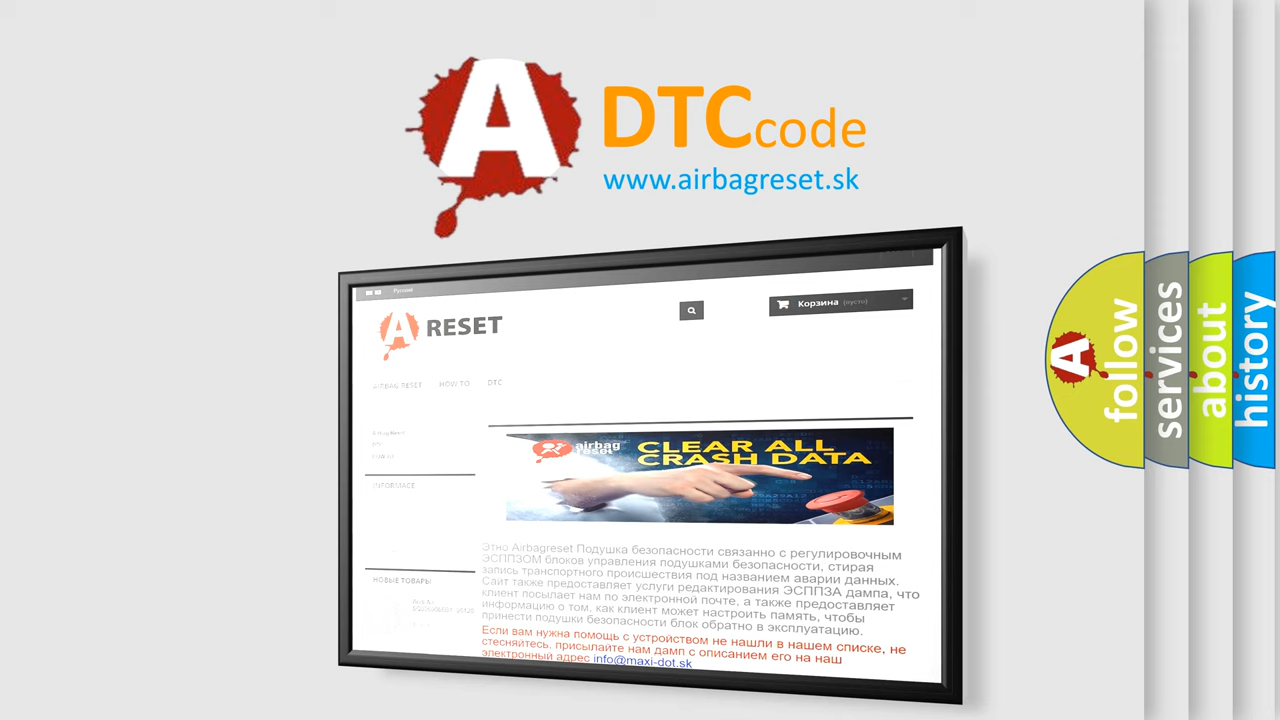 A
DTCcode
www.airbagreset.sk
Русский
A RESET
Корзина (пусто)
AIRBAG RESET HOW TO DTC
INFORMACE
НОВЫЕ ТОВАРЫ
airbag
reset
CLEAR ALL
CRASH DATA
Этно Airbagreset Подушка безопасности связанно с регулировочным
ЭСППЗОМ блоков управления подушками безопасности, стирая
запись транспортного происшествия под названием аварии данных.
Сайт также предоставляет услуги редактирования ЭСППЗА дампа, что
клиент посылает нам по электронной почте, а также предоставляет
информацию о том, как клиент может настроить память, чтобы
принести подушки безопасности блок обратно в эксплуатацию.
Если вам нужна помощь с устройством не нашли в нашем списке, не
стесняйтесь, присылайте нам дамп с описанием его на наш
электронный адрес info@maxi-dot.sk
A
follow
services
about
history